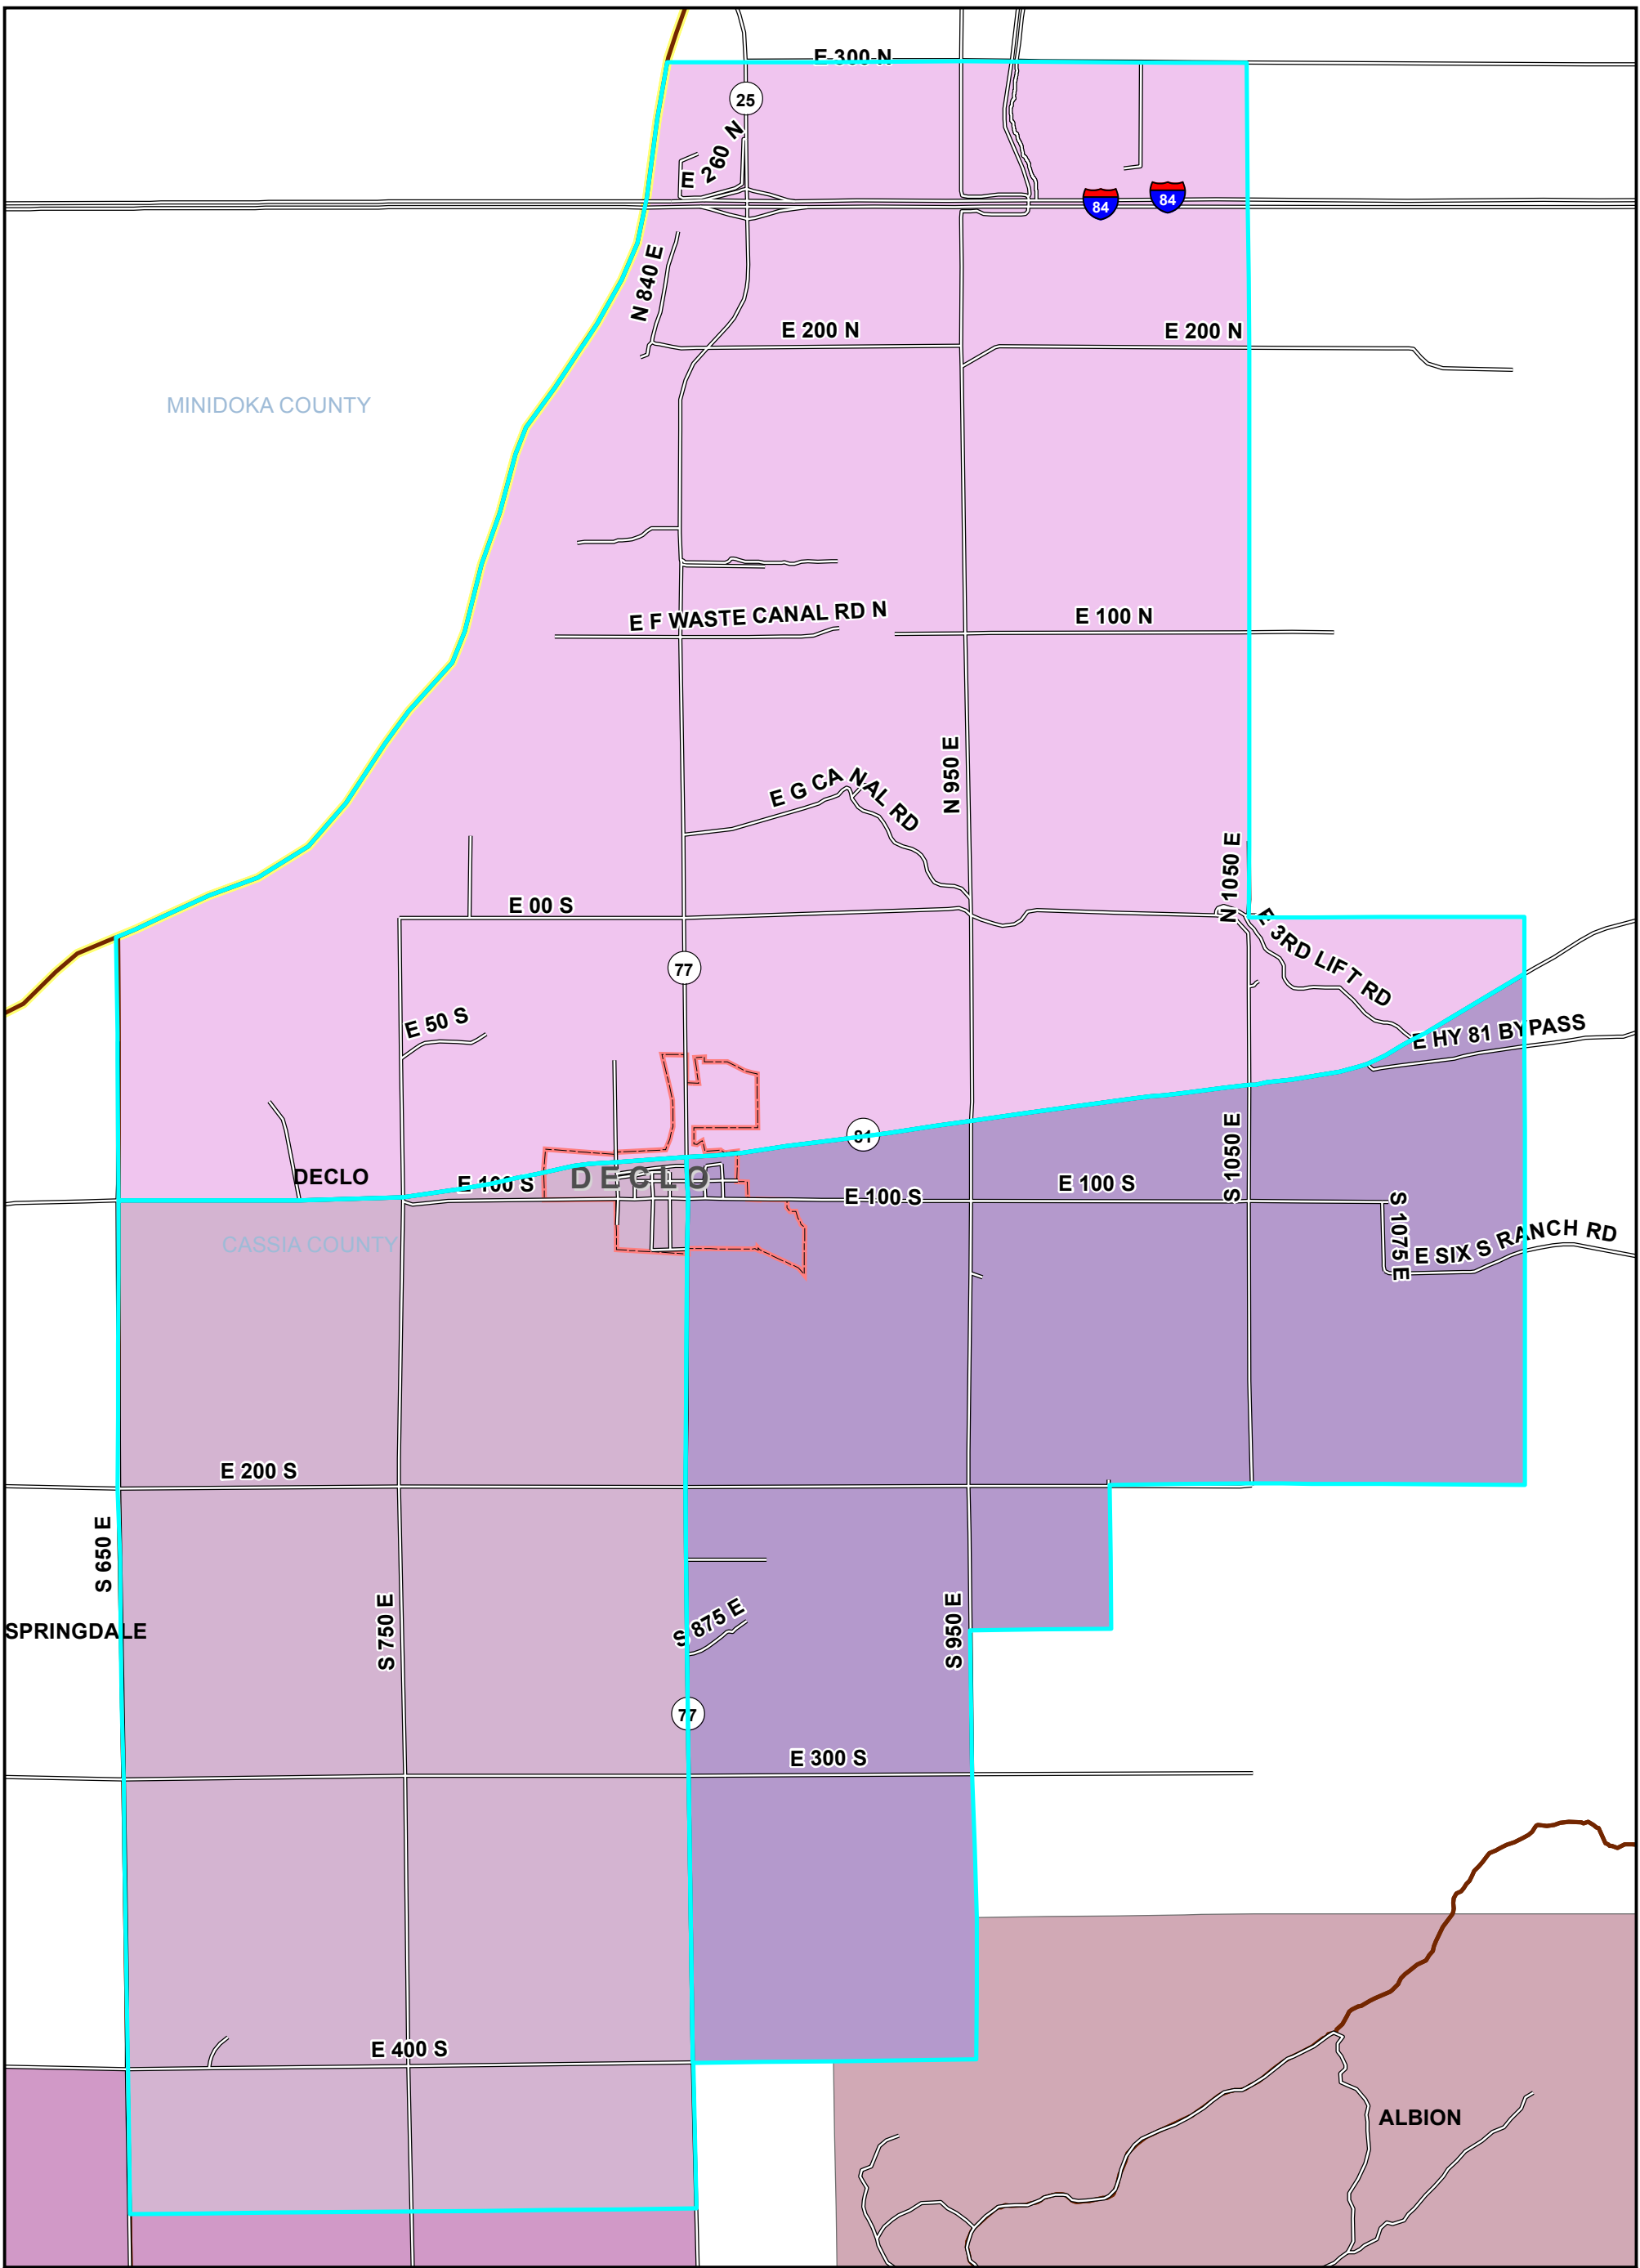 E 300 N
25
E 260 N
84
84
N 840 E
E 200 N
E 200 N
MINIDOKA COUNTY
E F WASTE CANAL RD N
E 100 N
N 950 E
E G CANAL RD
N 1050 E
E 00 S
E 3RD LIFT RD
77
E 50 S
E HY 81 BYPASS
81
S 1050 E
DECLO
E 100 S
DECLO
E 100 S
E 100 S
S 1075 E
E SIX S RANCH RD
CASSIA COUNTY
E 200 S
S 650 E
SPRINGDALE
S 750 E
S 875 E
S 950 E
77
E 300 S
E 400 S
ALBION